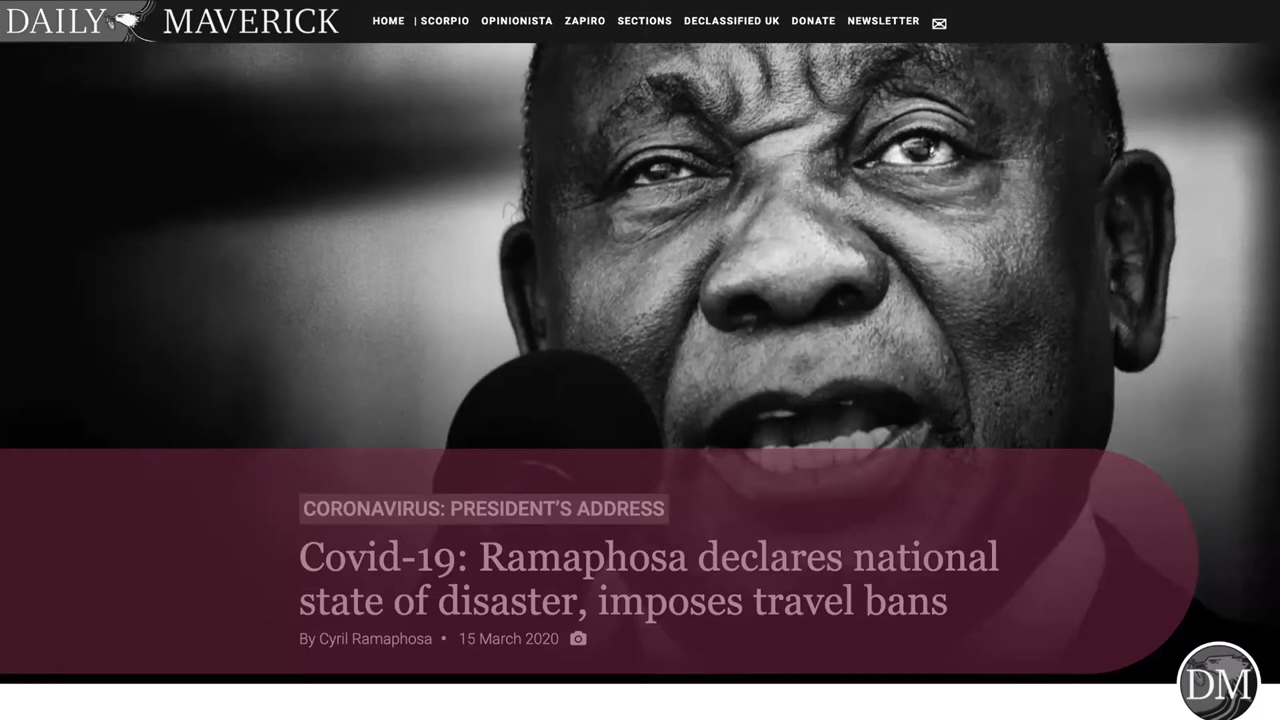 DAILY MAVERICK
HOME | SCORPIO OPINIONISTA ZAPIRO SECTIONS DECLASSIFIED UK DONATE NEWSLETTER
CORONAVIRUS: PRESIDENT'S ADDRESS
Covid-19: Ramaphosa declares national
state of disaster, imposes travel bans
By Cyril Ramaphosa • 15 March 2020
DM